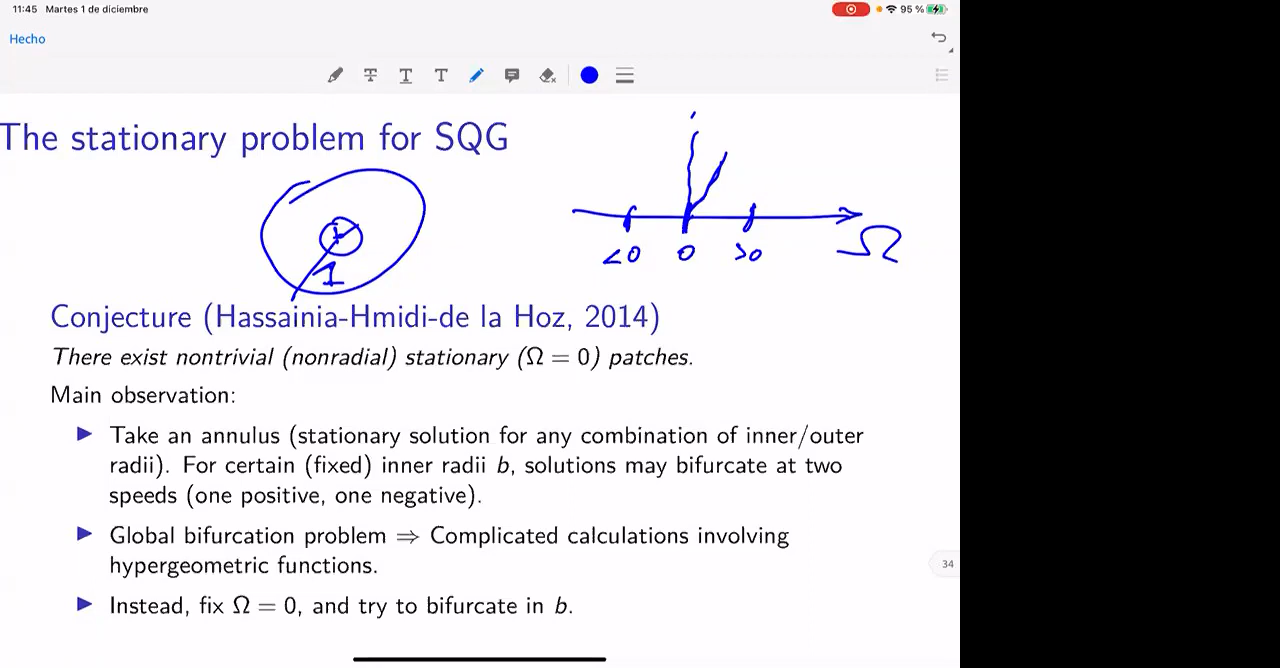 11:45 Martes 1 de diciembre
95 %
Hecho
T T T
The stationary problem for SQG
1
<0 0 >0 Ω
Conjecture (Hassainia-Hmidi-de la Hoz, 2014)
There exist nontrivial (nonradial) stationary (Ω = 0) patches.
Main observation:
Take an annulus (stationary solution for any combination of inner/outer
radii). For certain (fixed) inner radii b, solutions may bifurcate at two
speeds (one positive, one negative).
Global bifurcation problem ⇒ Complicated calculations involving
hypergeometric functions.
Instead, fix Ω = 0, and try to bifurcate in b.
34